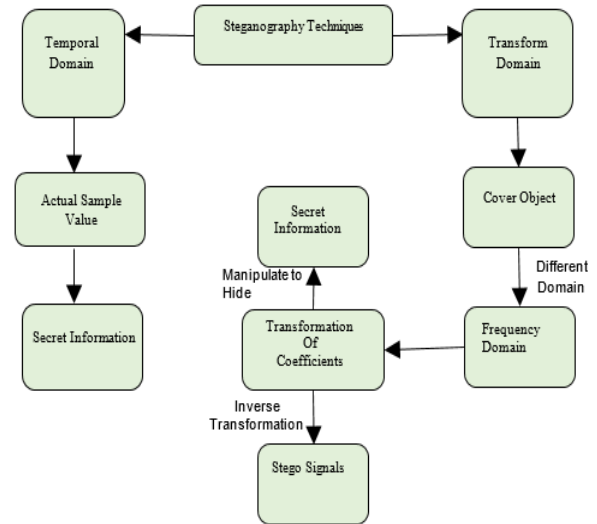 Steganography Techniques
Temporal
Domain
Transform
Domain
Actual Sample
Value
Cover Object
Secret
Information
Different
Domain
Manipulate to
Hide
Secret Information
Transformation
Of
Coefficients
Frequency
Domain
Inverse
Transformation
Stego Signals